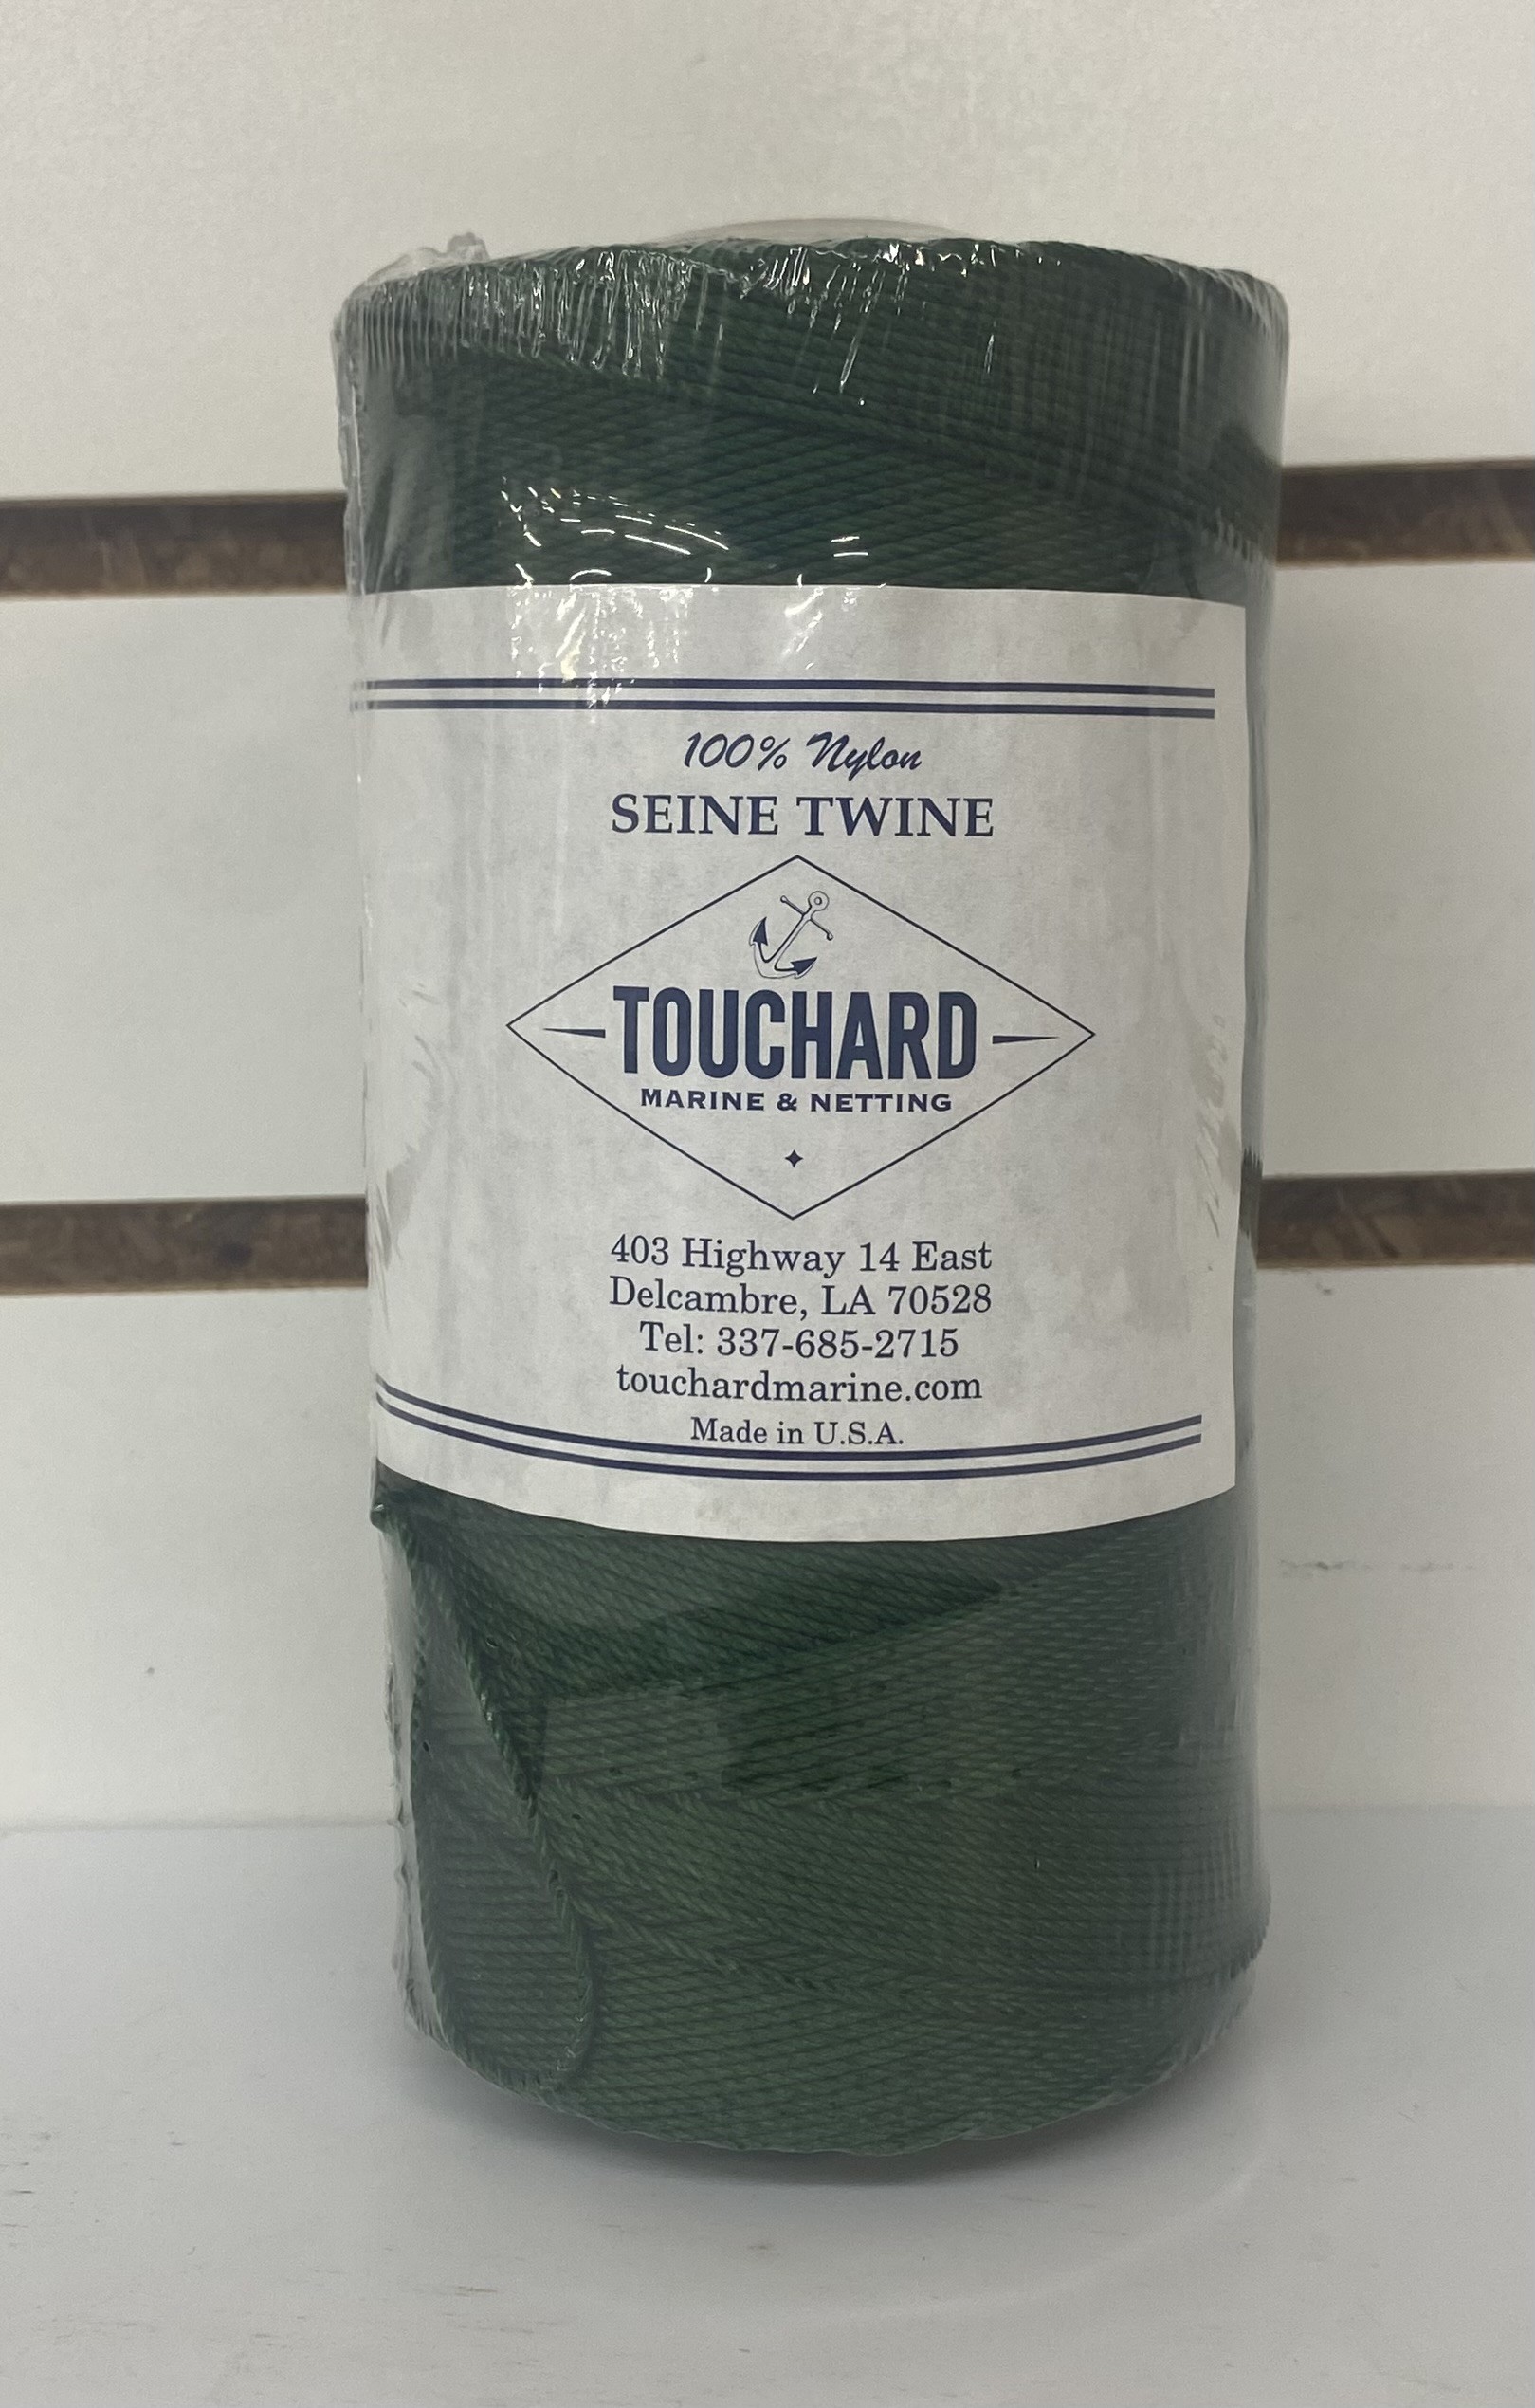 100% Nylon
SEINE TWINE
TOUCHARD
MARINE & NETTING
403 Highway 14 East
Delcambre, LA 70528
Tel: 337-685-2715
touchardmarine.com
Made in U.S.A.